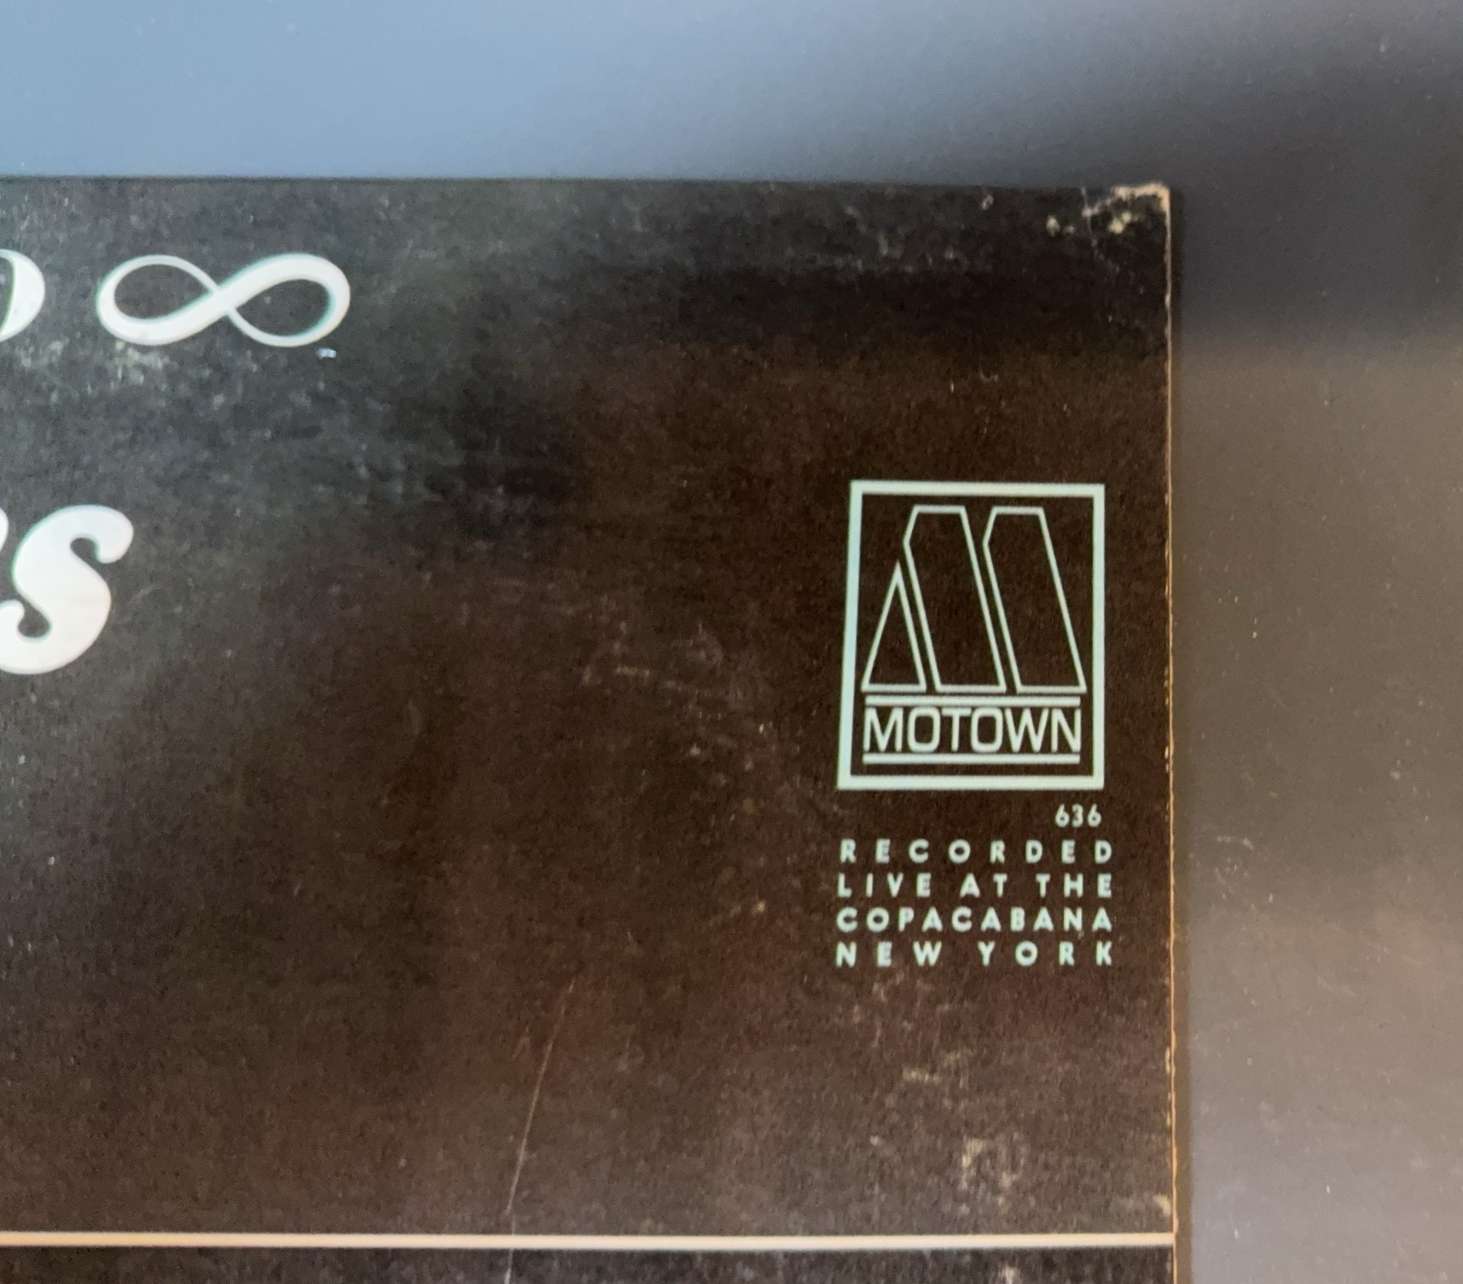 ∞
s
MOTOWN
636
RECORDED
LIVE AT THE
COPACABANA
NEW YORK